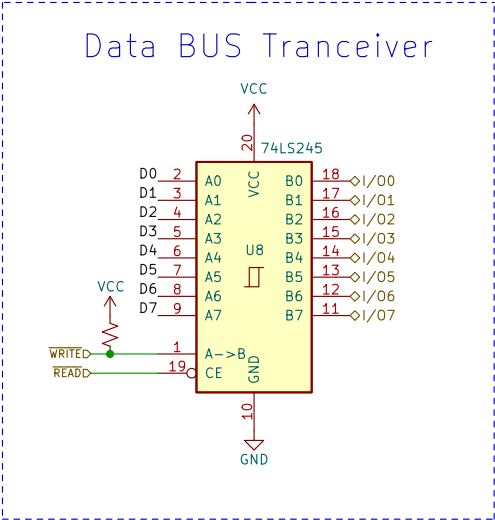 Data BUS Tranceiver
VCC
20
74LS245
VCC
D0 2 A0 B0 18 I/O0
D1 3 A1 B1 17 I/O1
D2 4 A2 B2 16 I/O2
D3 5 A3 B3 15 I/O3
D4 6 A4 U8 B4 14 I/O4
D5 7 A5 B5 13 I/O5
D6 8 A6 B6 12 I/O6
D7 9 A7 B7 11 I/O7
VCC
WRITE 1 A->B
READ 19 CE
GND
10
GND